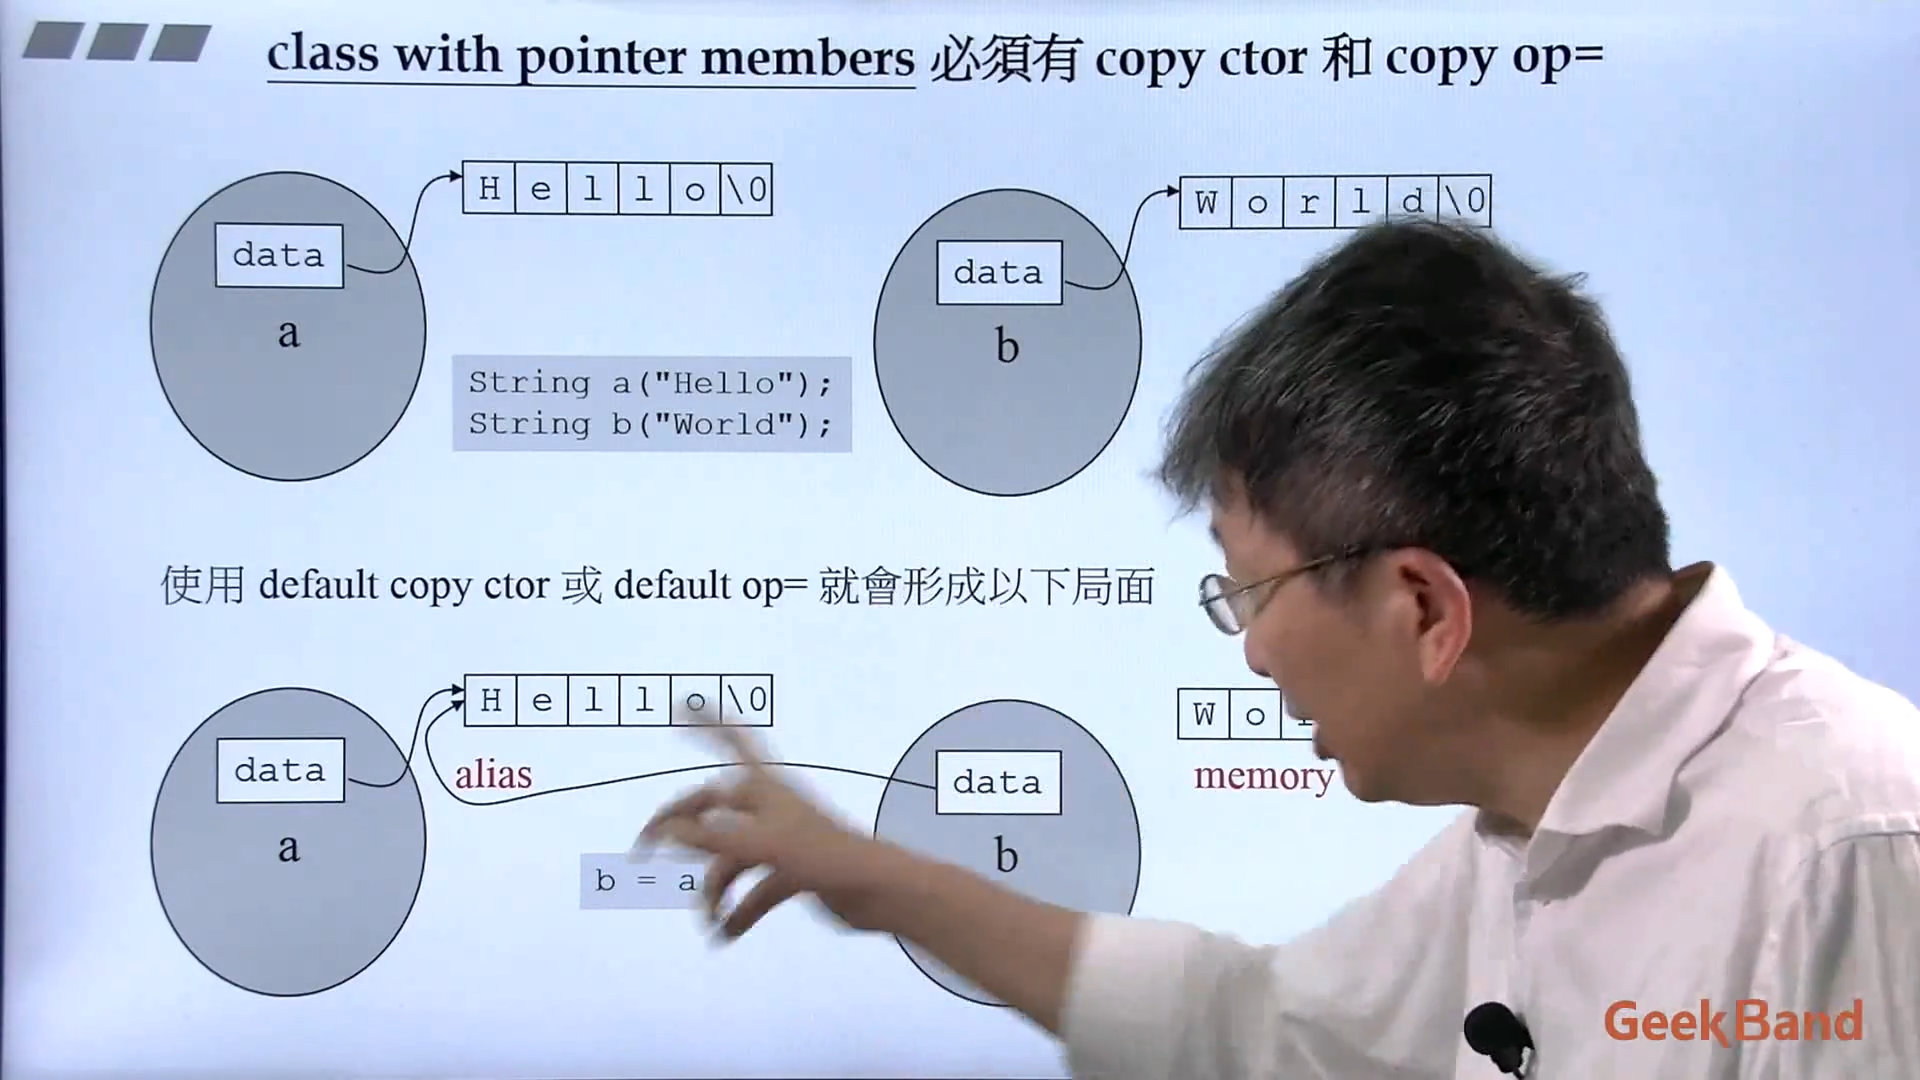 class with pointer members 必須有 copy ctor 和 copy op=
H e l l o \0
W o r l d \0
data
data
a
b
String a("Hello");
String b("World");
使用 default copy ctor 或 default op= 就會形成以下局面
H e l l o \0
W o
data
alias
data
memory
a
b
b = a
GeekBand